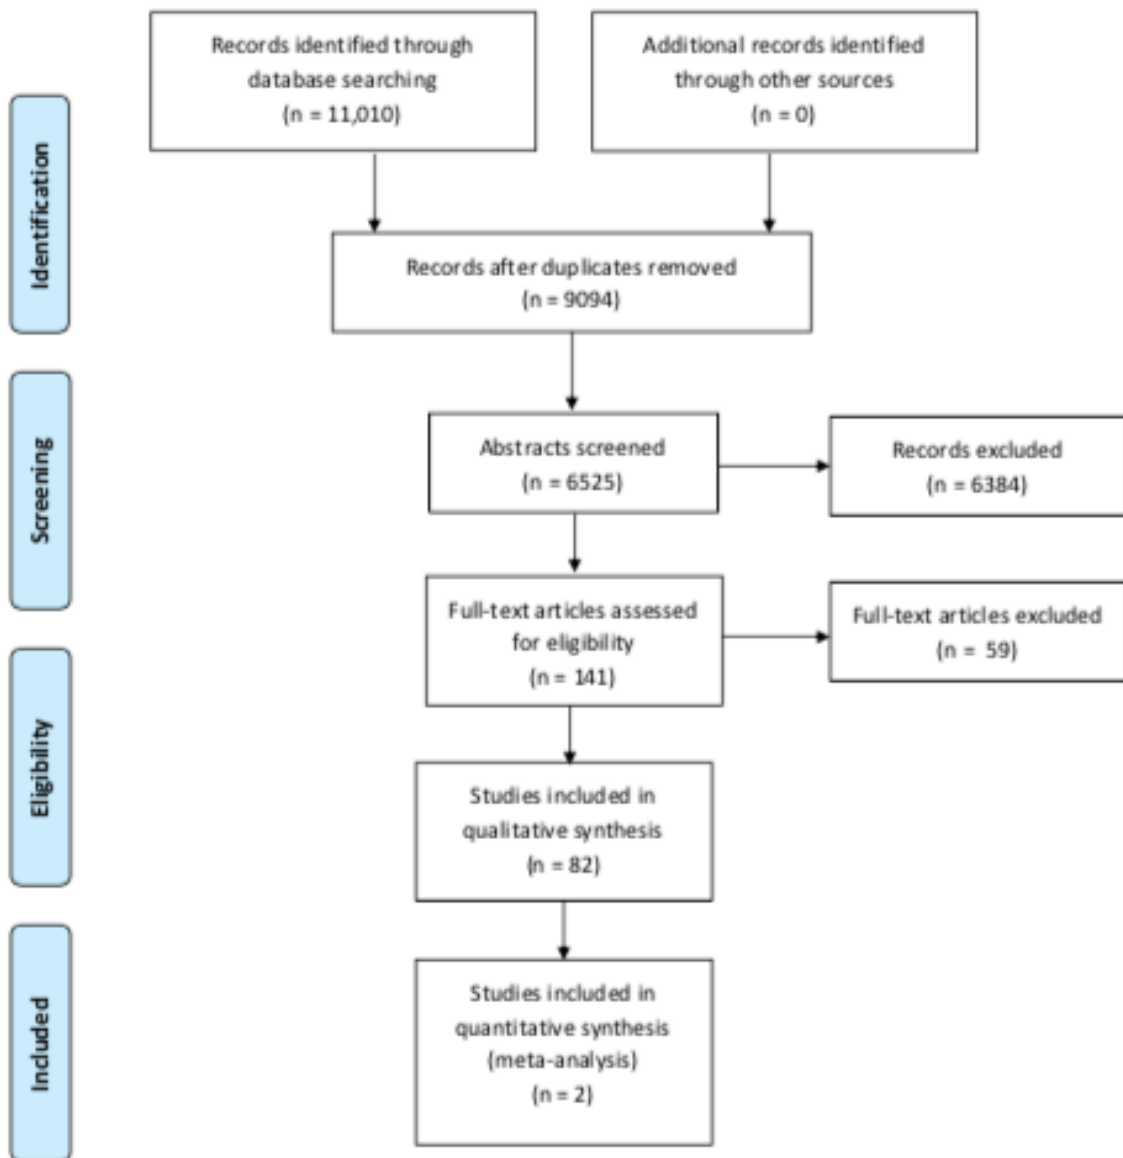 Records identified through
database searching
(n = 11,010)
Additional records identified
through other sources
(n = 0)
Identification
Records after duplicates removed
(n = 9094)
Screening
Abstracts screened
(n = 6525)
Records excluded
(n = 6384)
Full-text articles assessed
for eligibility
(n = 141)
Full-text articles excluded
(n = 59)
Eligibility
Studies included in
qualitative synthesis
(n = 82)
Included
Studies included in
quantitative synthesis
(meta-analysis)
(n = 2)